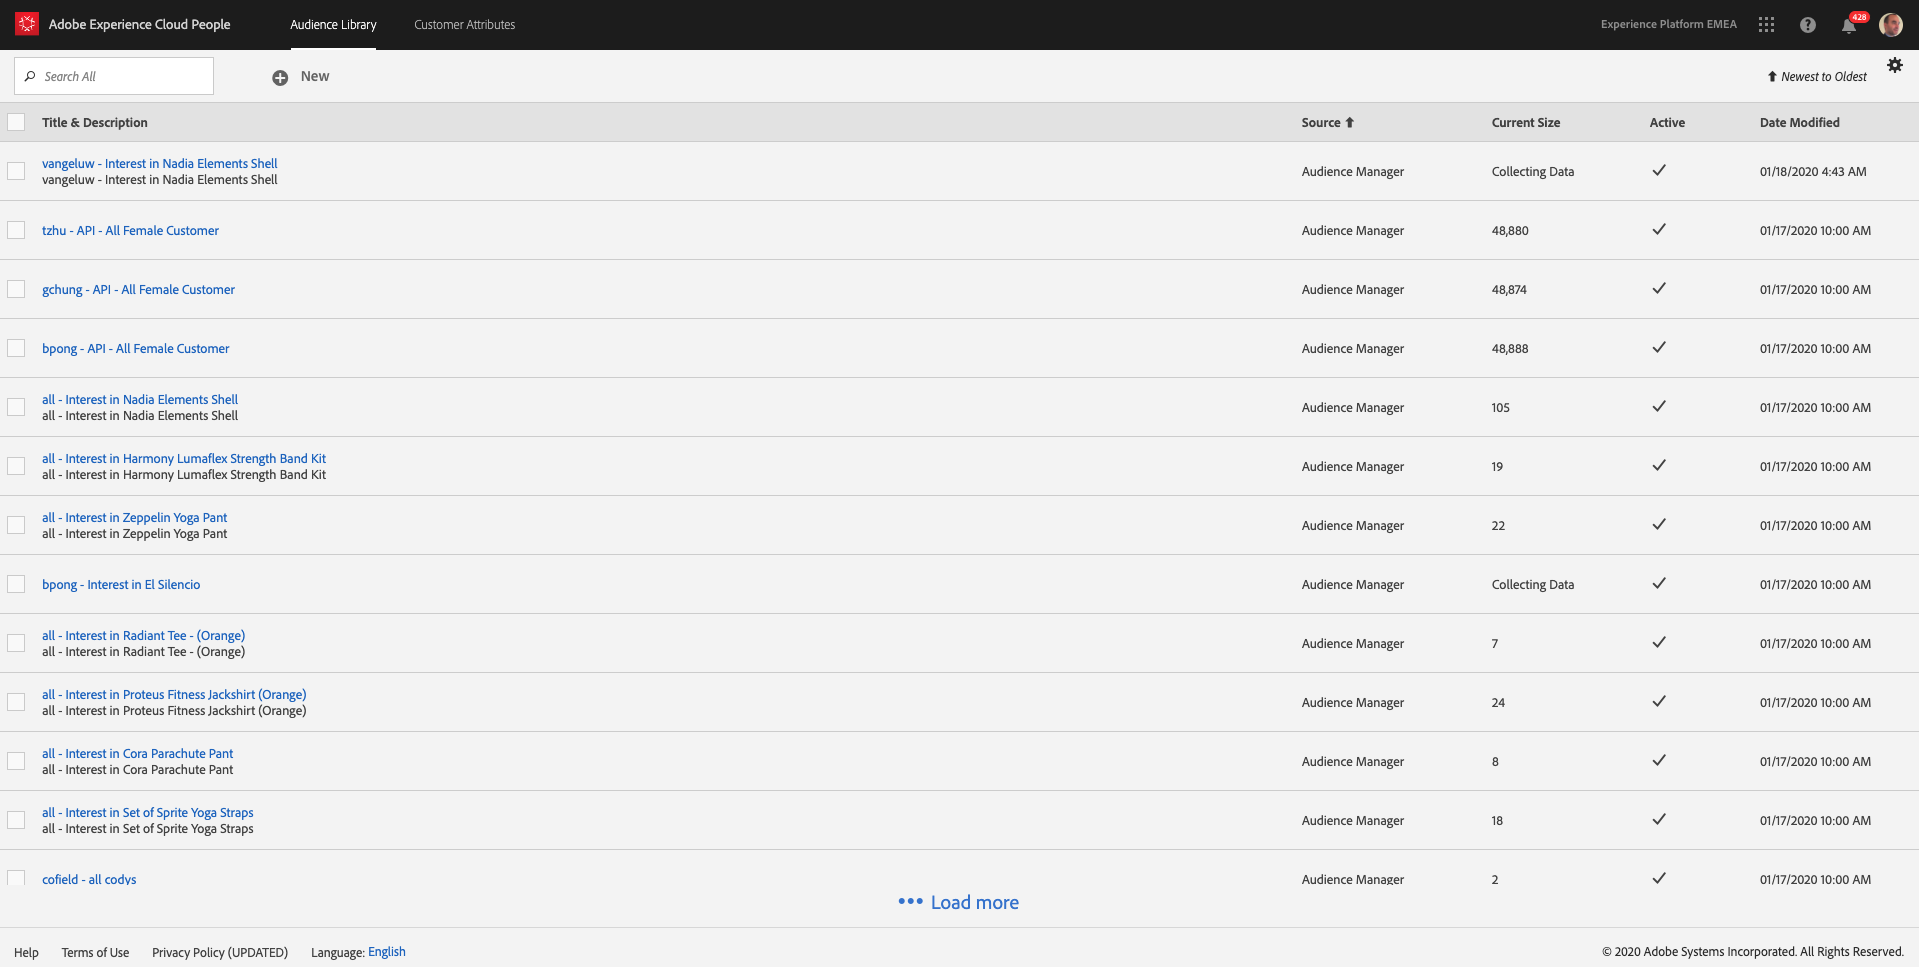 Adobe Experience Cloud People
Audience Library
Customer Attributes
Experience Platform EMEA
428
Search All
New
Newest to Oldest
Title & Description Source Current Size Active Date Modified
vangeluw - Interest in Nadia Elements Shell
vangeluw - Interest in Nadia Elements Shell
Audience Manager Collecting Data 01/18/2020 4:43 AM
tzhu - API - All Female Customer Audience Manager 48,880 01/17/2020 10:00 AM
gchung - API - All Female Customer Audience Manager 48,874 01/17/2020 10:00 AM
bpong - API - All Female Customer Audience Manager 48,888 01/17/2020 10:00 AM
all - Interest in Nadia Elements Shell
all - Interest in Nadia Elements Shell
Audience Manager 105 01/17/2020 10:00 AM
all - Interest in Harmony Lumaflex Strength Band Kit
all - Interest in Harmony Lumaflex Strength Band Kit
Audience Manager 19 01/17/2020 10:00 AM
all - Interest in Zeppelin Yoga Pant
all - Interest in Zeppelin Yoga Pant
Audience Manager 22 01/17/2020 10:00 AM
bpong - Interest in El Silencio Audience Manager Collecting Data 01/17/2020 10:00 AM
all - Interest in Radiant Tee - (Orange)
all - Interest in Radiant Tee - (Orange)
Audience Manager 7 01/17/2020 10:00 AM
all - Interest in Proteus Fitness Jackshirt (Orange)
all - Interest in Proteus Fitness Jackshirt (Orange)
Audience Manager 24 01/17/2020 10:00 AM
all - Interest in Cora Parachute Pant
all - Interest in Cora Parachute Pant
Audience Manager 8 01/17/2020 10:00 AM
all - Interest in Set of Sprite Yoga Straps
all - Interest in Set of Sprite Yoga Straps
Audience Manager 18 01/17/2020 10:00 AM
cofield - all codys Audience Manager 2 01/17/2020 10:00 AM
Load more
Help Terms of Use Privacy Policy (UPDATED) Language: English © 2020 Adobe Systems Incorporated. All Rights Reserved.